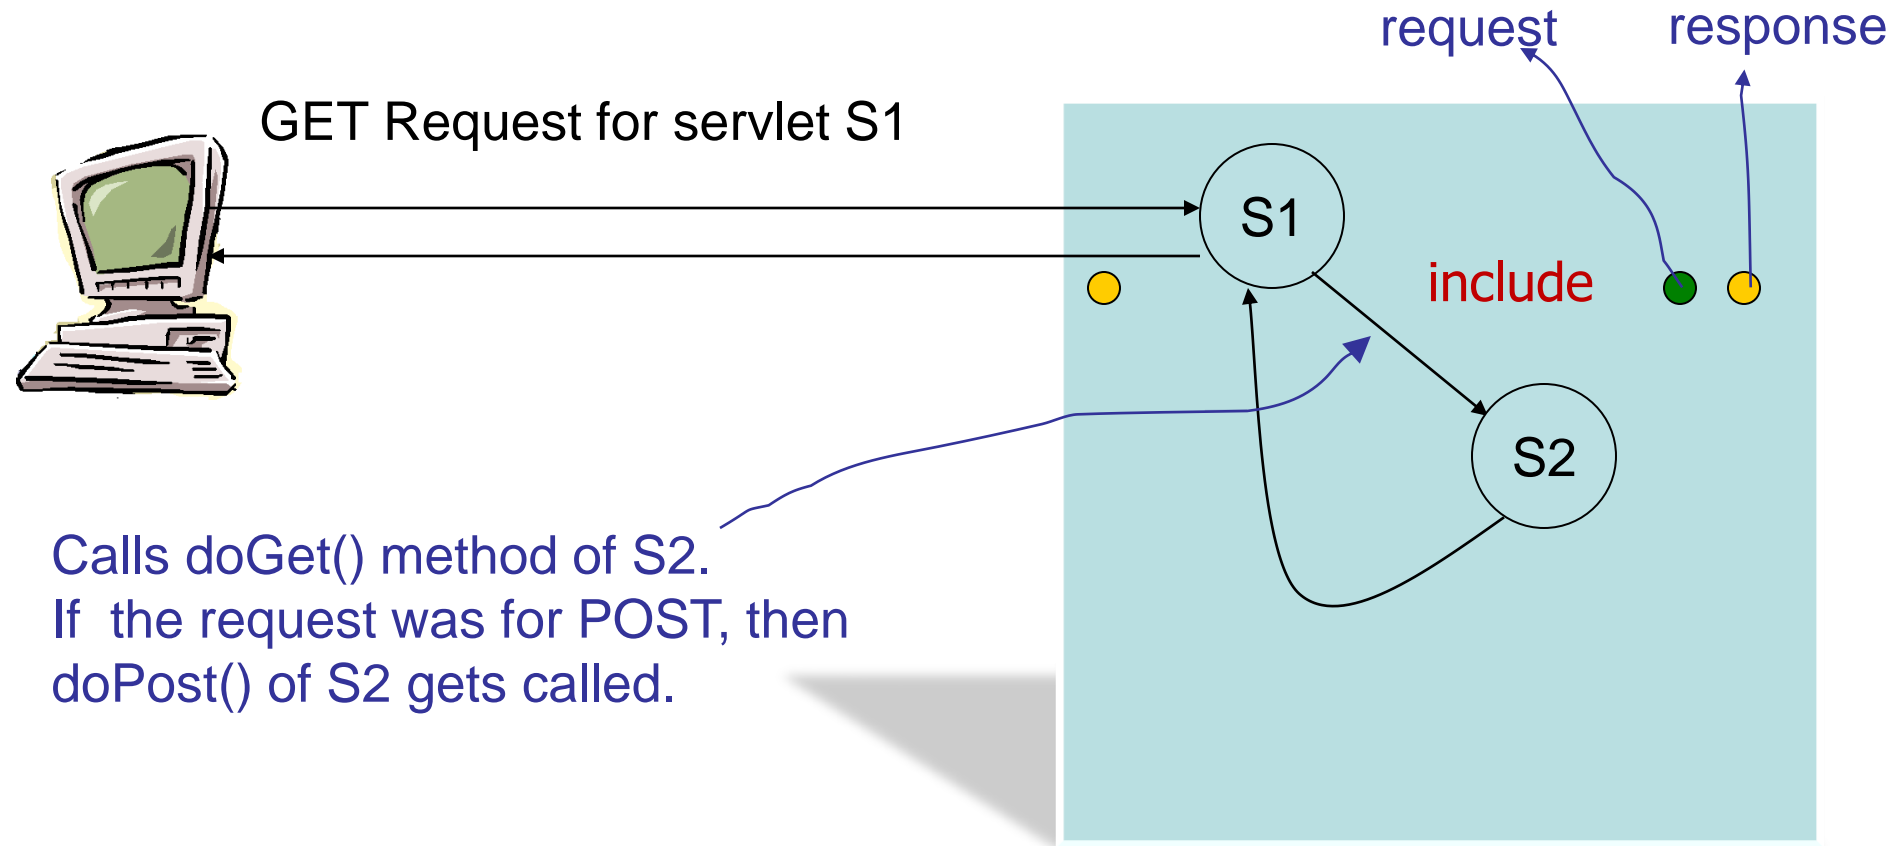 request response
GET Request for servlet S1
S1
include
S2
Calls doGet() method of S2.
If the request was for POST, then
doPost() of S2 gets called.